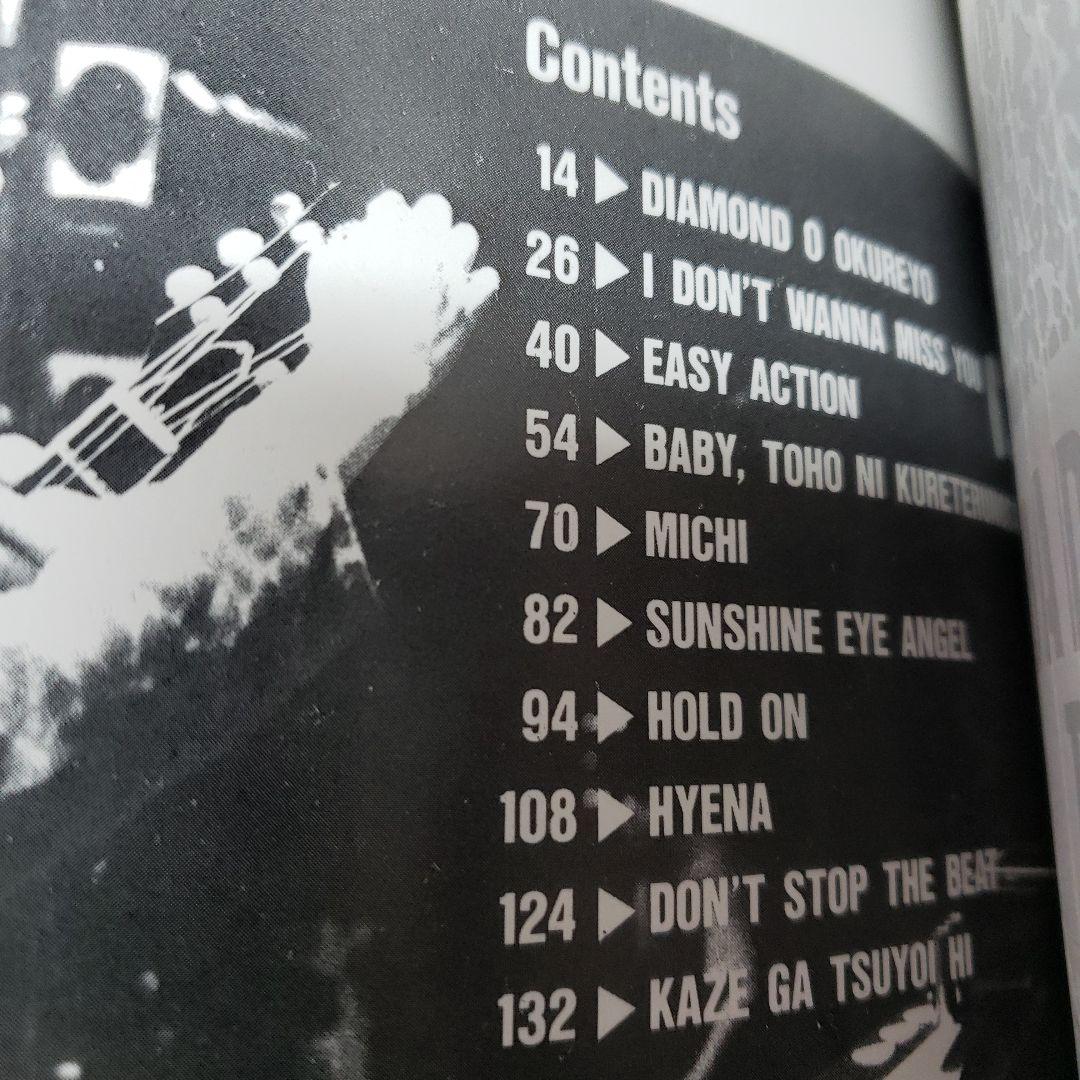 Contents
14 ▶ DIAMOND O OKUREYO
26 ▶ I DON'T WANNA MISS YOU
40 ▶ EASY ACTION
54 ▶ BABY, TOHO NI
70 ▶ MICHI
82 ▶ SUNSHINE EYE ANGEL
94 ▶ HOLD ON
108 ▶ HYENA
124 ▶ DON'T STOP THE BEAT
132 ▶ KAZE GA TSUYOI HI